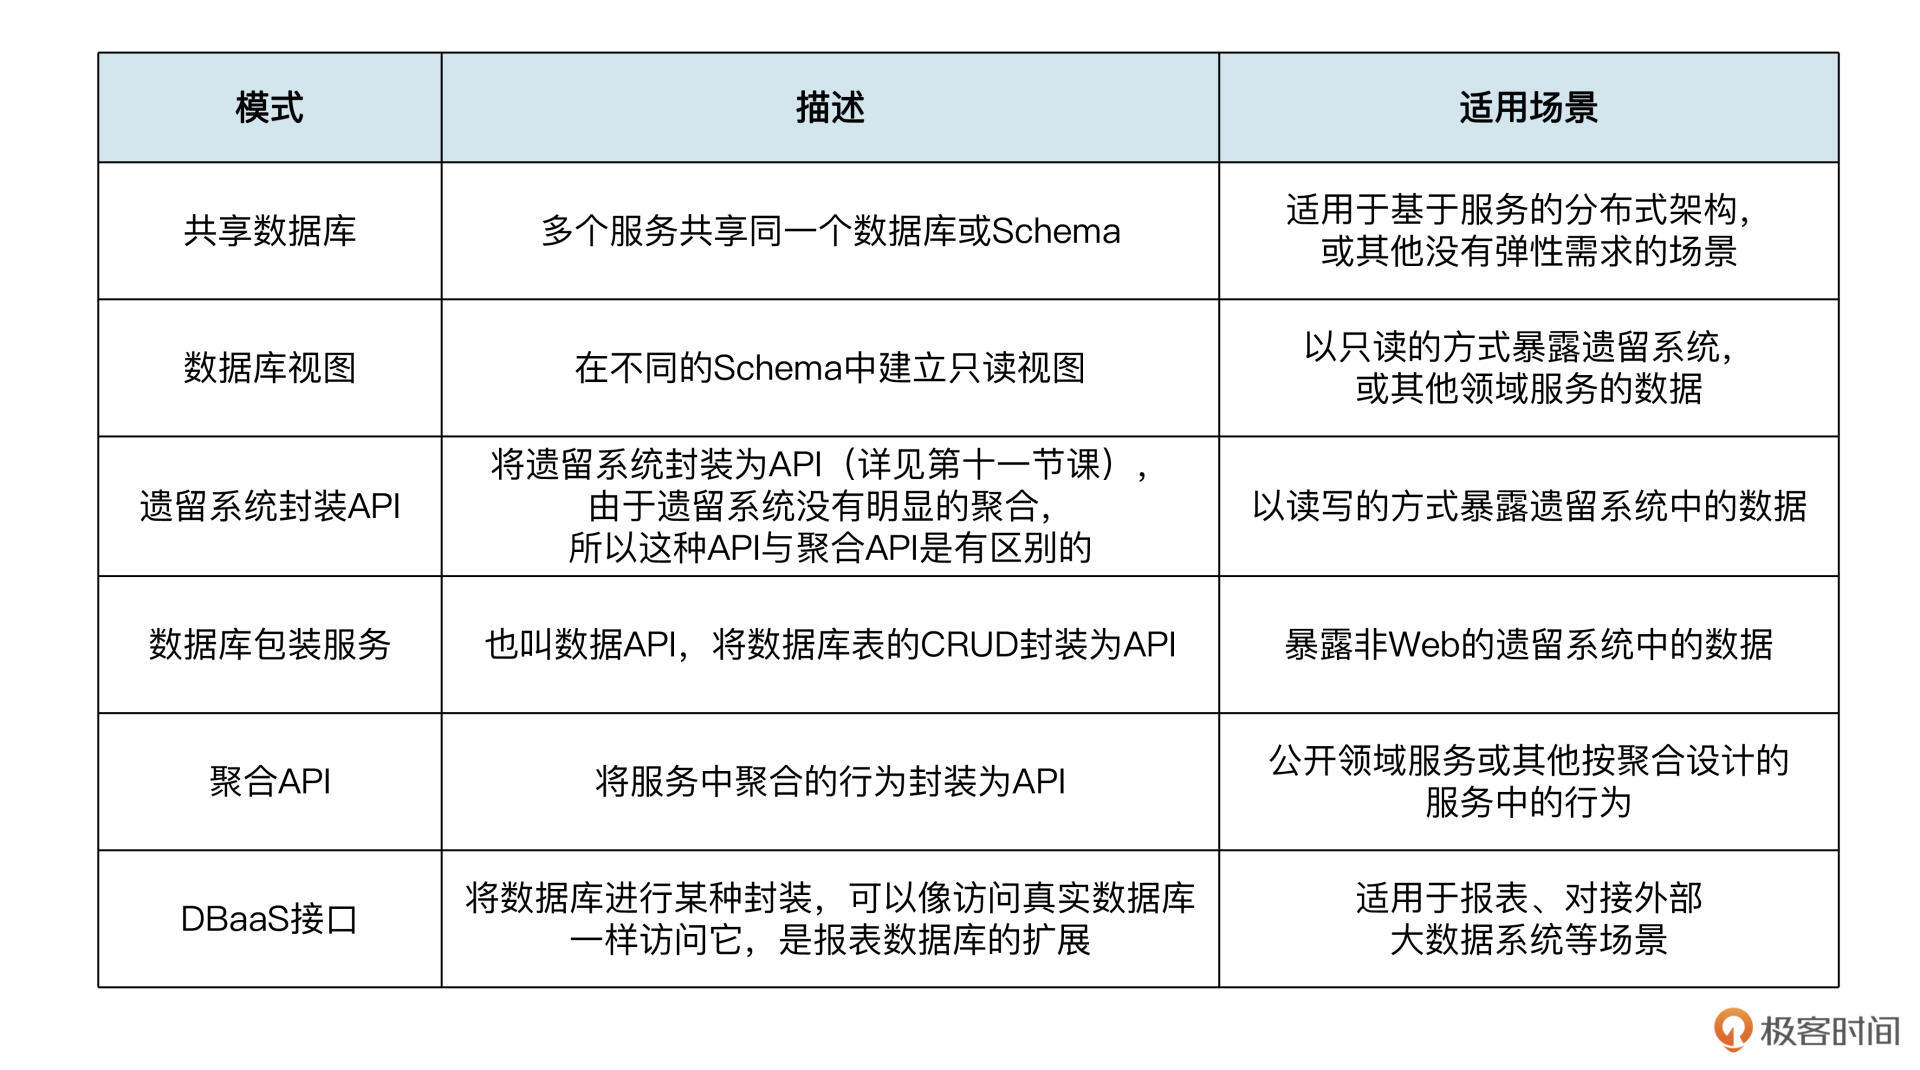 模式
描述
适用场景
共享数据库
多个服务共享同一个数据库或Schema
适用于基于服务的分布式架构，
或其他没有弹性需求的场景
数据库视图
在不同的Schema中建立只读视图
以只读的方式暴露遗留系统，
或其他领域服务的数据
遗留系统封装API
将遗留系统封装为API（详见第十一节课），
由于遗留系统没有明显的聚合，
所以这种API与聚合API是有区别的
以读写的方式暴露遗留系统中的数据
数据库包装服务
也叫数据API，将数据库表的CRUD封装为API
暴露非Web的遗留系统中的数据
聚合API
将服务中聚合的行为封装为API
公开领域服务或其他按聚合设计的
服务中的行为
DBaaS接口
将数据库进行某种封装，可以像访问真实数据库
一样访问它，是报表数据库的扩展
适用于报表、对接外部
大数据系统等场景
极客时间